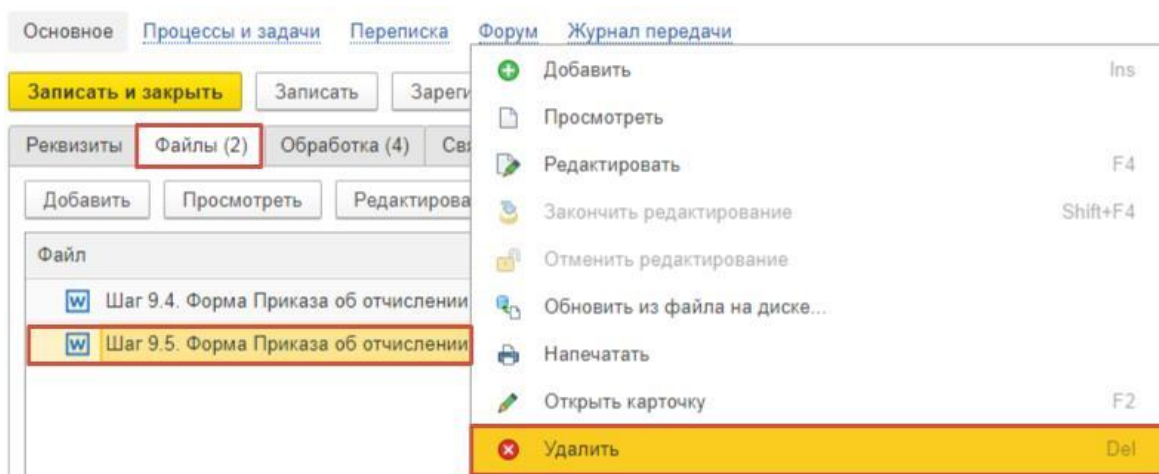 Основное Процессы и задачи Переписка Форум Журнал передачи
Записать и закрыть Записать
Реквизиты Файлы (2) Обработка (4)
Добавить Просмотреть
Файл
Шаг 9.4. Форма Приказа об отчислении
Шаг 9.5. Форма Приказа об отчислении
Добавить Ins
Просмотреть
Редактировать F4
Закончить редактирование Shift+F4
Отменить редактирование
Обновить из файла на диске...
Напечатать
Открыть карточку F2
Удалить Del